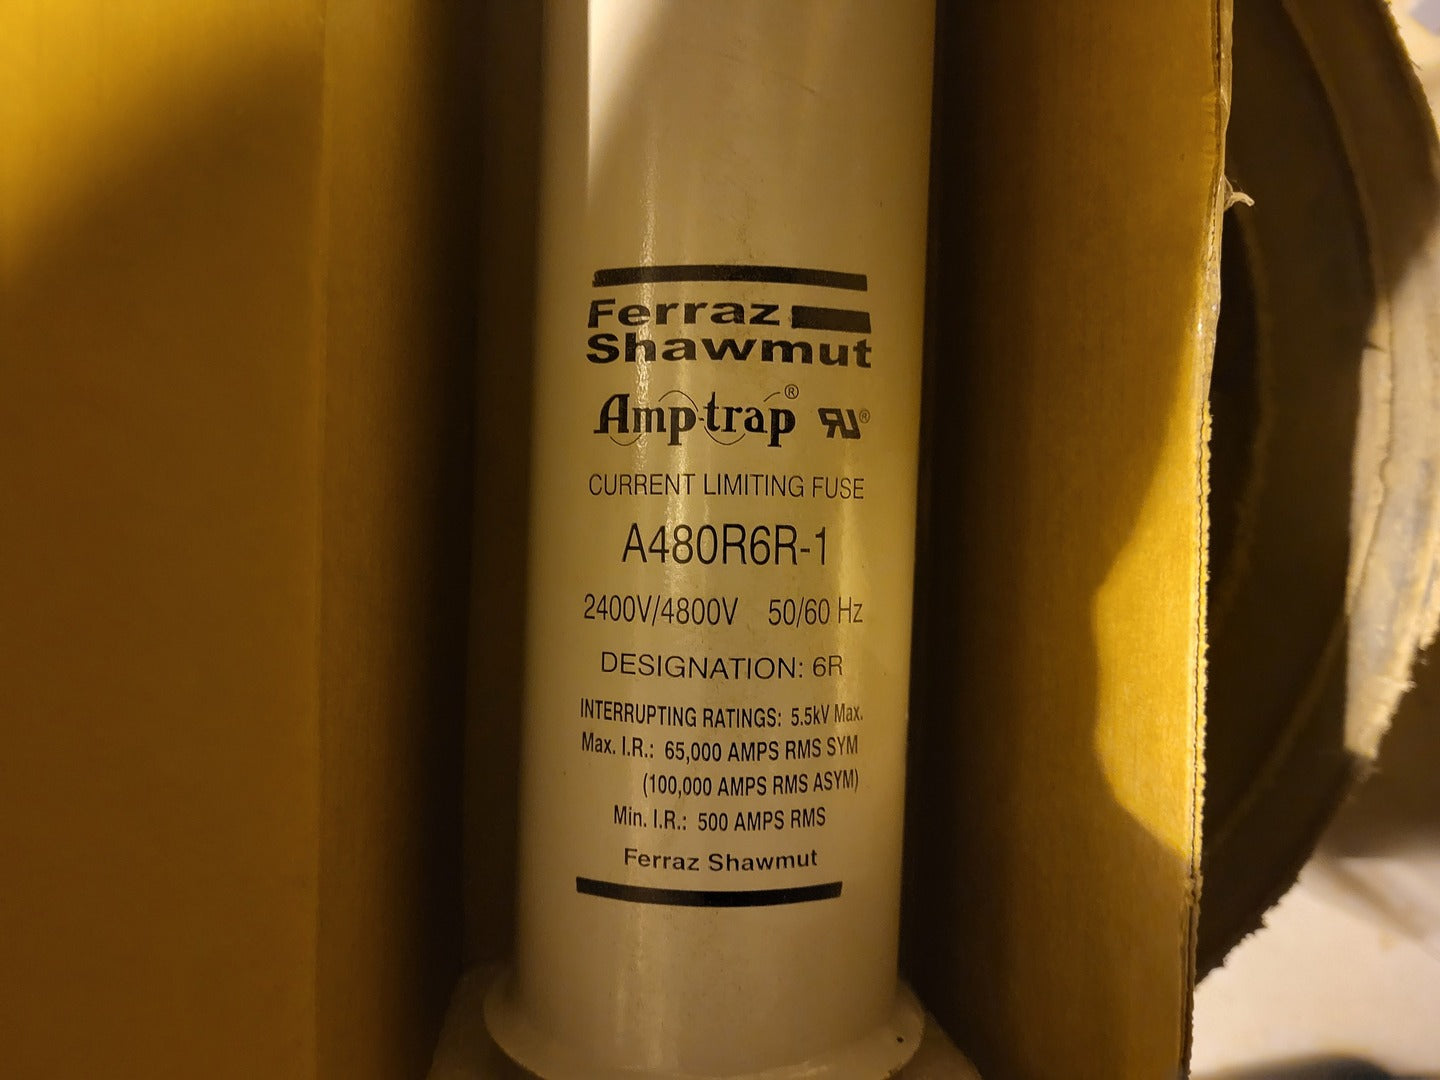 Ferraz
Shawmut
Amp-trap® RU®
CURRENT LIMITING FUSE
A480R6R-1
2400V/4800V 50/60 Hz
DESIGNATION: 6R
INTERRUPTING RATINGS: 5.5kV Max.
Max. I.R.: 65,000 AMPS RMS SYM
(100,000 AMPS RMS ASYM)
Min. I.R.: 500 AMPS RMS
Ferraz Shawmut